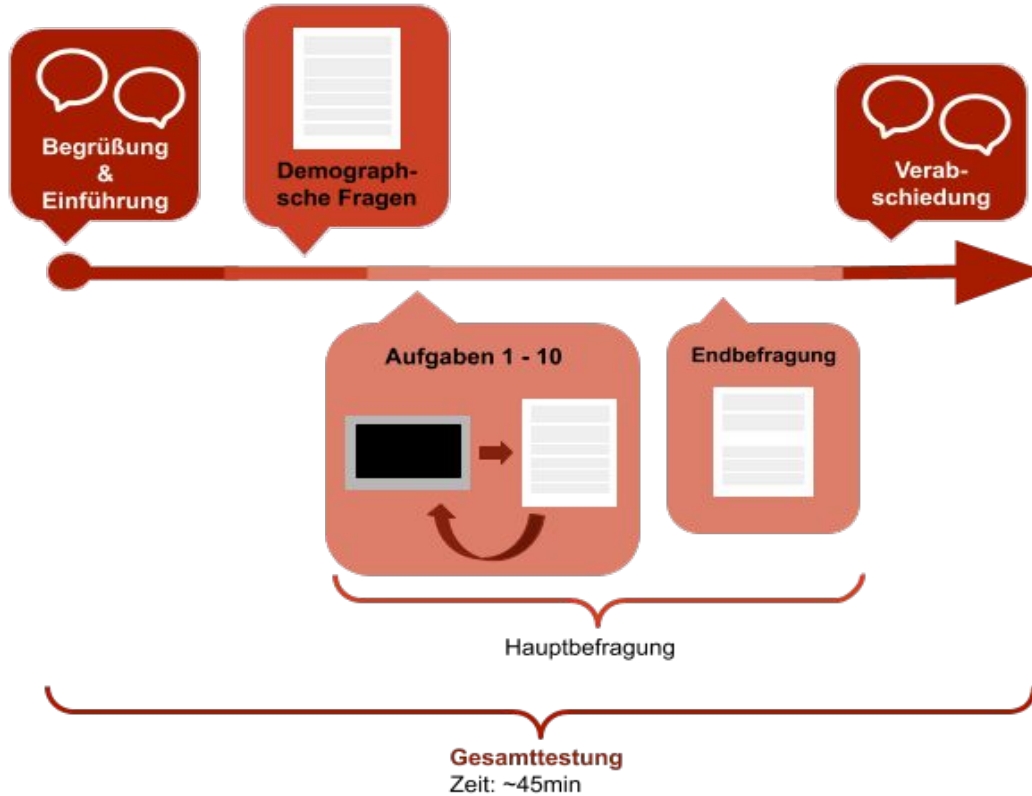 Begrüßung
&
Einführung
Demograph-
sche Fragen
Verab-
schiedung
Aufgaben 1 - 10
Endbefragung
Hauptbefragung
Gesamttestung
Zeit: ~45min